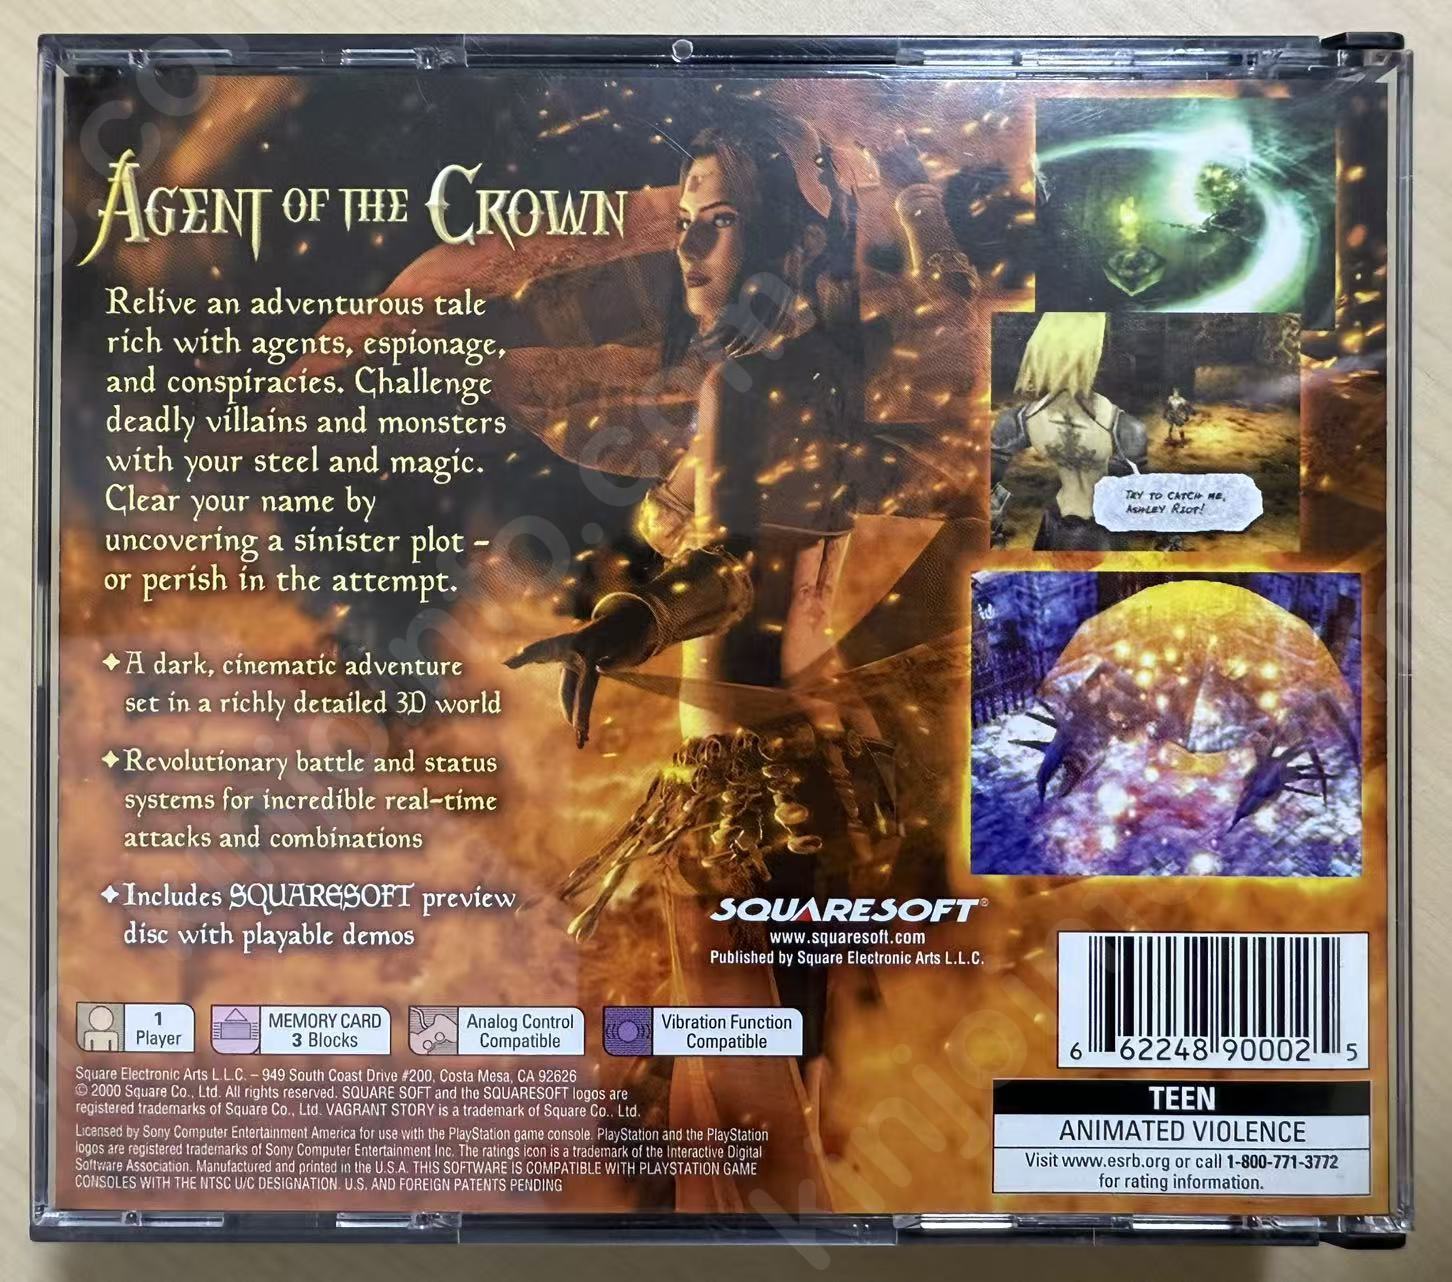 AGENT OF THE CROWN
Relive an adventurous tale
rich with agents, espionage,
and conspiracies. Challenge
deadly villains and monsters
with your steel and magic.
Clear your name by
uncovering a sinister plot –
or perish in the attempt.
✦A dark, cinematic adventure
set in a richly detailed 3D world
✦Revolutionary battle and status
systems for incredible real-time
attacks and combinations
✦Includes SQUARESOFT preview
disc with playable demos
TRY TO CATCH ME,
ASHLEY RIOT!
SQUARESOFT®
www.squaresoft.com
Published by Square Electronic Arts L.L.C.
1
Player
MEMORY CARD
3 Blocks
Analog Control
Compatible
Vibration Function
Compatible
Square Electronic Arts L.L.C. – 949 South Coast Drive #200, Costa Mesa, CA 92626
© 2000 Square Co., Ltd. All rights reserved. SQUARE SOFT and the SQUARESOFT logos are
registered trademarks of Square Co., Ltd. VAGRANT STORY is a trademark of Square Co., Ltd.
Licensed by Sony Computer Entertainment America for use with the PlayStation game console. PlayStation and the PlayStation
logos are registered trademarks of Sony Computer Entertainment Inc. The ratings icon is a trademark of the Interactive Digital
Software Association. Manufactured and printed in the U.S.A. THIS SOFTWARE IS COMPATIBLE WITH PLAYSTATION GAME
CONSOLES WITH THE NTSC U/C DESIGNATION. U.S. AND FOREIGN PATENTS PENDING
6 62248 90002 5
TEEN
ANIMATED VIOLENCE
Visit www.esrb.org or call 1-800-771-3772
for rating information.